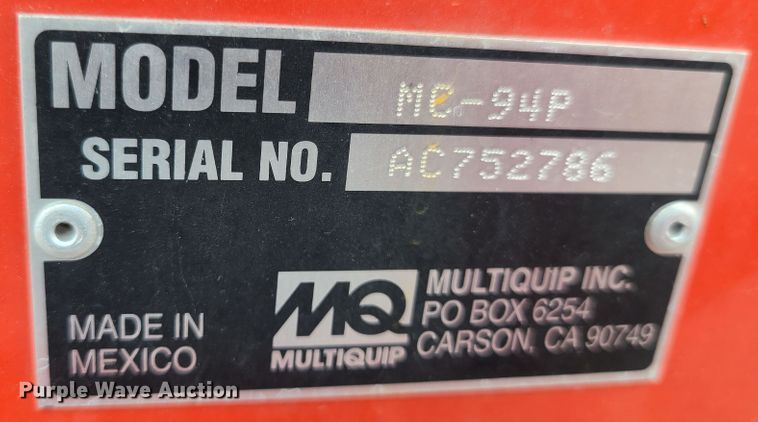 MODEL MC-94P
SERIAL NO. AC752786
MADE IN
MEXICO
MQ
MULTIQUIP
MULTIQUIP INC.
PO BOX 6254
CARSON, CA 90749
Purple Wave Auction